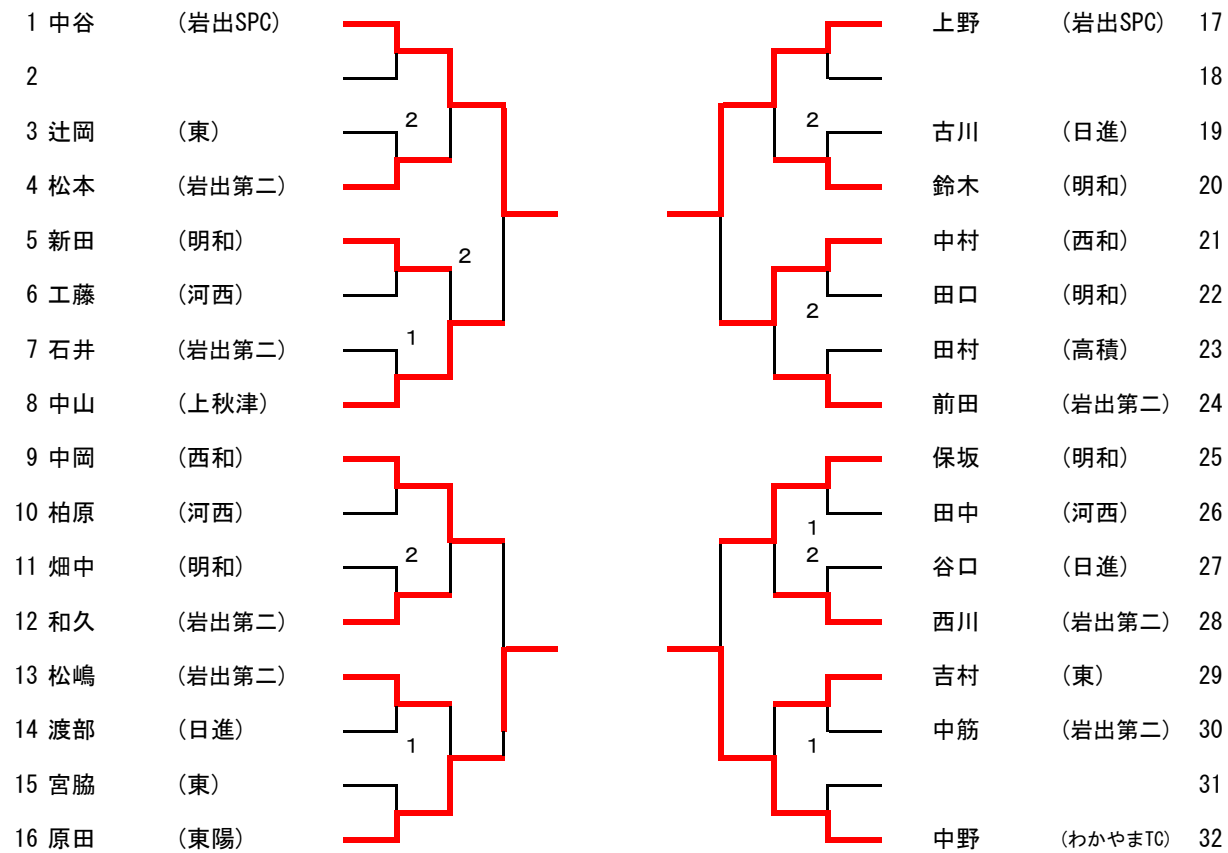 1 中谷 (岩出SPC)
2
2
3 辻岡 (東)
4 松本 (岩出第二)
5 新田 (明和)
2
6 工藤 (河西)
1
7 石井 (岩出第二)
8 中山 (上秋津)
9 中岡 (西和)
10 柏原 (河西)
2
11 畑中 (明和)
12 和久 (岩出第二)
13 松嶋 (岩出第二)
14 渡部 (日進)
1
15 宮脇 (東)
16 原田 (東陽)
上野 (岩出SPC) 17
18
2
古川 (日進) 19
鈴木 (明和) 20
中村 (西和) 21
田口 (明和) 22
2
田村 (高積) 23
前田 (岩出第二) 24
保坂 (明和) 25
田中 (河西) 26
1
2
谷口 (日進) 27
西川 (岩出第二) 28
吉村 (東) 29
中筋 (岩出第二) 30
1
31
中野 (わかやまTC) 32